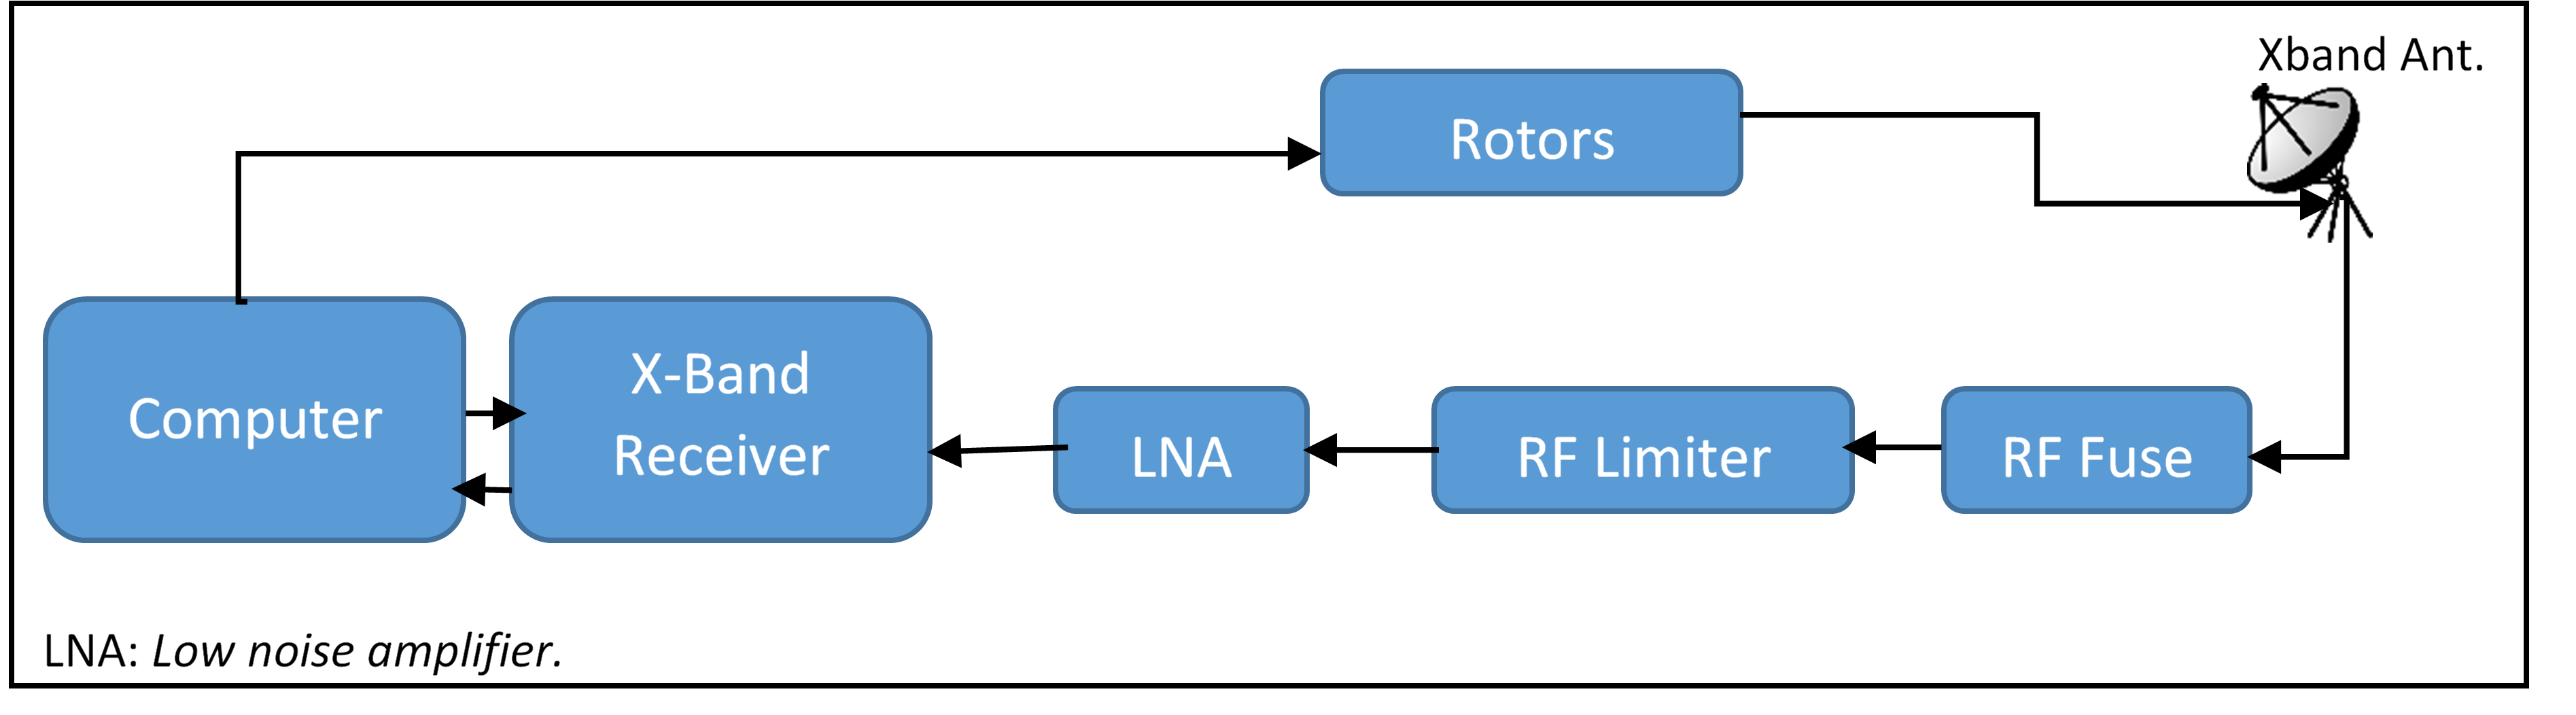 Xband Ant.
Rotors
Computer
X-Band
Receiver
LNA
RF Limiter
RF Fuse
LNA: Low noise amplifier.